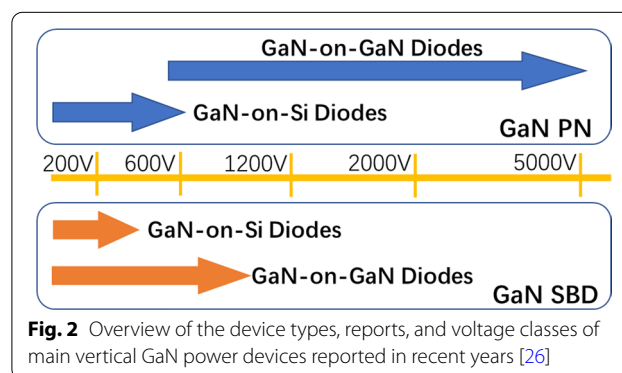 GaN-on-GaN Diodes
GaN-on-Si Diodes
GaN PN
200V 600V 1200V 2000V 5000V
GaN-on-Si Diodes
GaN-on-GaN Diodes
GaN SBD
Fig. 2 Overview of the device types, reports, and voltage classes of
main vertical GaN power devices reported in recent years [26]